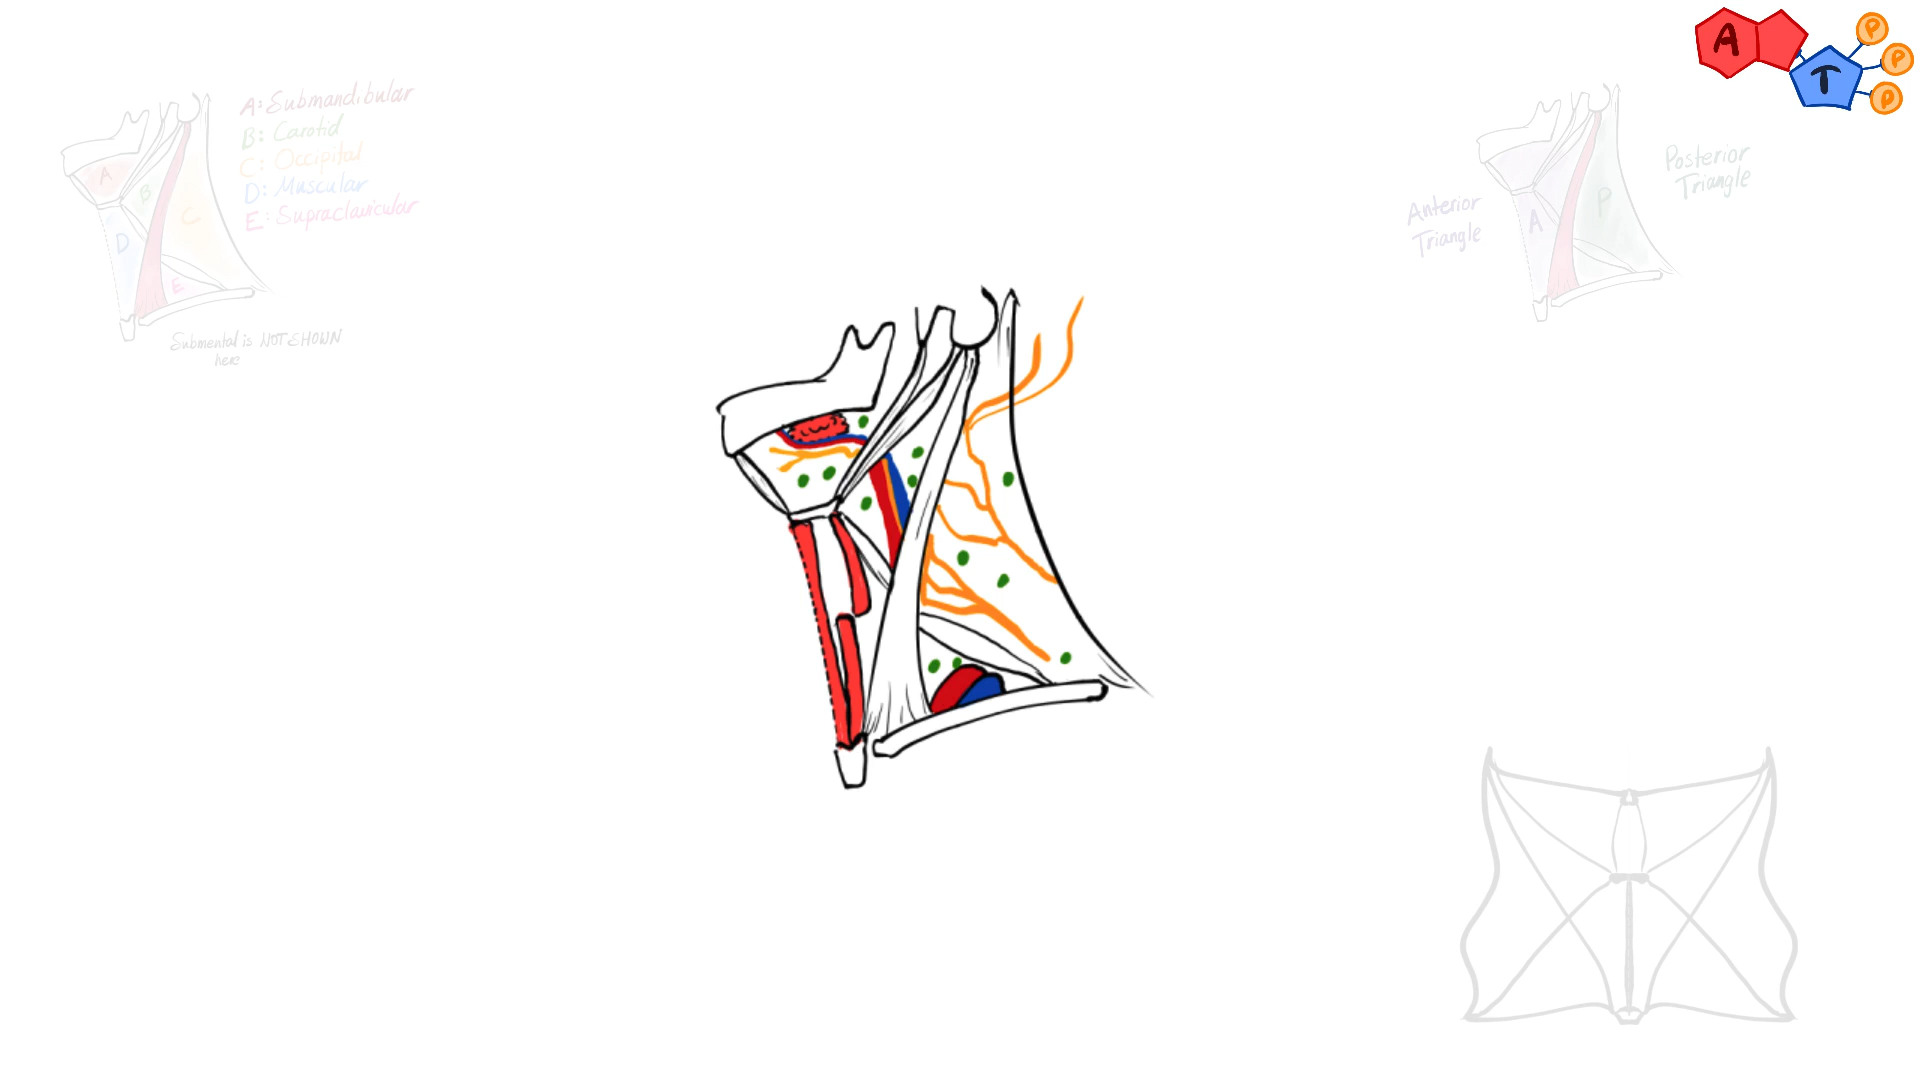 A: Submandibular
B: Carotid
C: Occipital
D: Muscular
E: Supraclavicular
A
B
C
D
E
Submental is NOT SHOWN
here
Anterior
Triangle
Posterior
Triangle
A
P
A
T
P
P
P